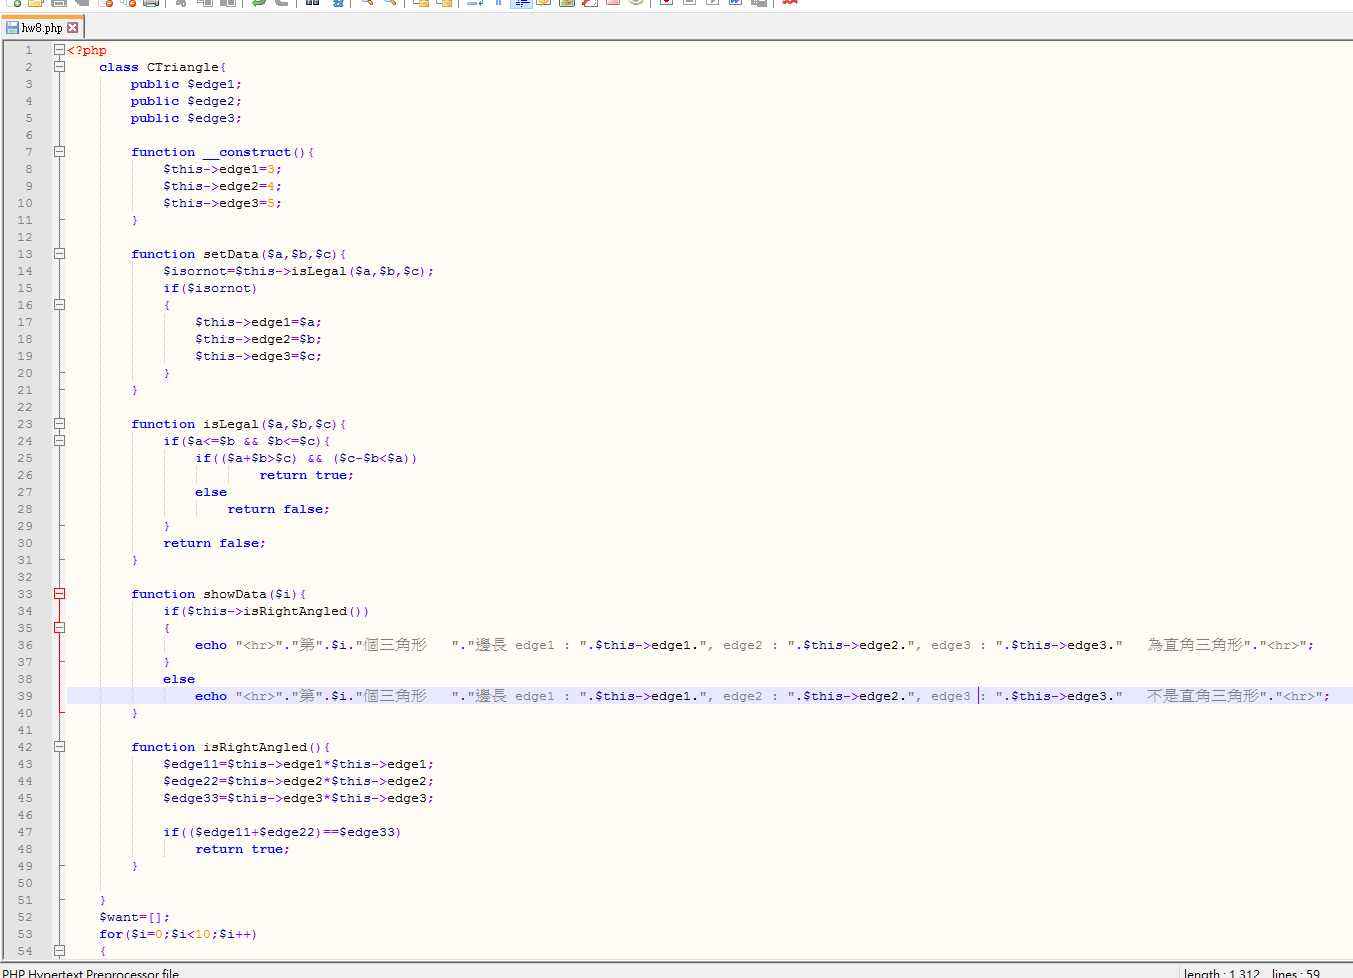 hw8.php
1 <?php
2 class CTriangle{
3 public $edge1;
4 public $edge2;
5 public $edge3;
6
7 function __construct(){
8 $this->edge1=3;
9 $this->edge2=4;
10 $this->edge3=5;
11 }
12
13 function setData($a,$b,$c){
14 $isornot=$this->isLegal($a,$b,$c);
15 if($isornot)
16 {
17 $this->edge1=$a;
18 $this->edge2=$b;
19 $this->edge3=$c;
20 }
21 }
22
23 function isLegal($a,$b,$c){
24 if($a<=$b && $b<=$c){
25 if(($a+$b>$c) && ($c-$b<$a))
26 return true;
27 else
28 return false;
29 }
30 return false;
31 }
32
33 function showData($i){
34 if($this->isRightAngled())
35 {
36 echo "<hr>"."第".$i."個三角形   "."邊長 edge1 : ".$this->edge1.", edge2 : ".$this->edge2.", edge3 : ".$this->edge3."   為直角三角形"."<hr>";
37 }
38 else
39 echo "<hr>"."第".$i."個三角形   "."邊長 edge1 : ".$this->edge1.", edge2 : ".$this->edge2.", edge3 : ".$this->edge3."   不是直角三角形"."<hr>";
40 }
41
42 function isRightAngled(){
43 $edge11=$this->edge1*$this->edge1;
44 $edge22=$this->edge2*$this->edge2;
45 $edge33=$this->edge3*$this->edge3;
46
47 if(($edge11+$edge22)==$edge33)
48 return true;
49 }
50
51 }
52 $want=[];
53 for($i=0;$i<10;$i++)
54 {
PHP Hypertext Preprocessor file length : 1,312 lines : 59